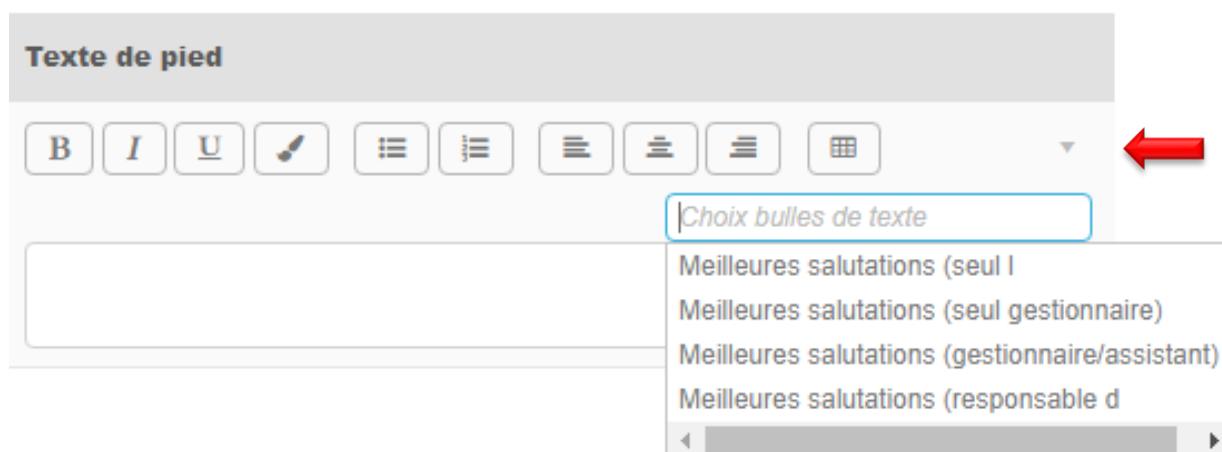 Texte de pied
B I U
Choix bulles de texte
Meilleures salutations (seul l
Meilleures salutations (seul gestionnaire)
Meilleures salutations (gestionnaire/assistant)
Meilleures salutations (responsable d